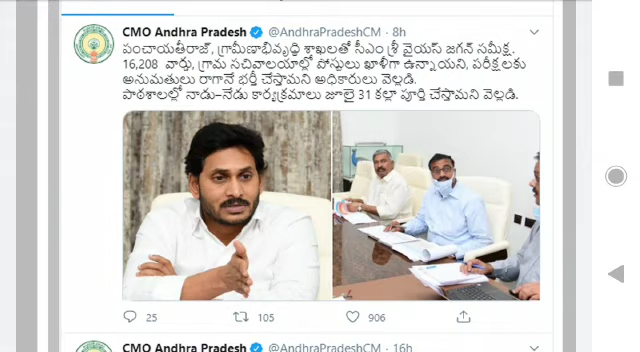 CMO Andhra Pradesh @AndhraPradeshCM · 8h
పంచాయతీరాజ్, గ్రామీణాభివృద్ధి శాఖలతో సీఎం శ్రీ వైయస్ జగన్ సమీక్ష.
16,208 వార్డు, గ్రామ సచివాలయాల్లో పోస్టులు ఖాళీగా ఉన్నాయని, పరీక్షలకు
అనుమతులు రాగానే భర్తీ చేస్తామని అధికారులు వెల్లడి.
పాఠశాలల్లో నాడు–నేడు కార్యక్రమాలు జూలై 31 కల్లా పూర్తి చేస్తామని వెల్లడి.
25 105 906
CMO Andhra Pradesh @AndhraPradeshCM · 16h